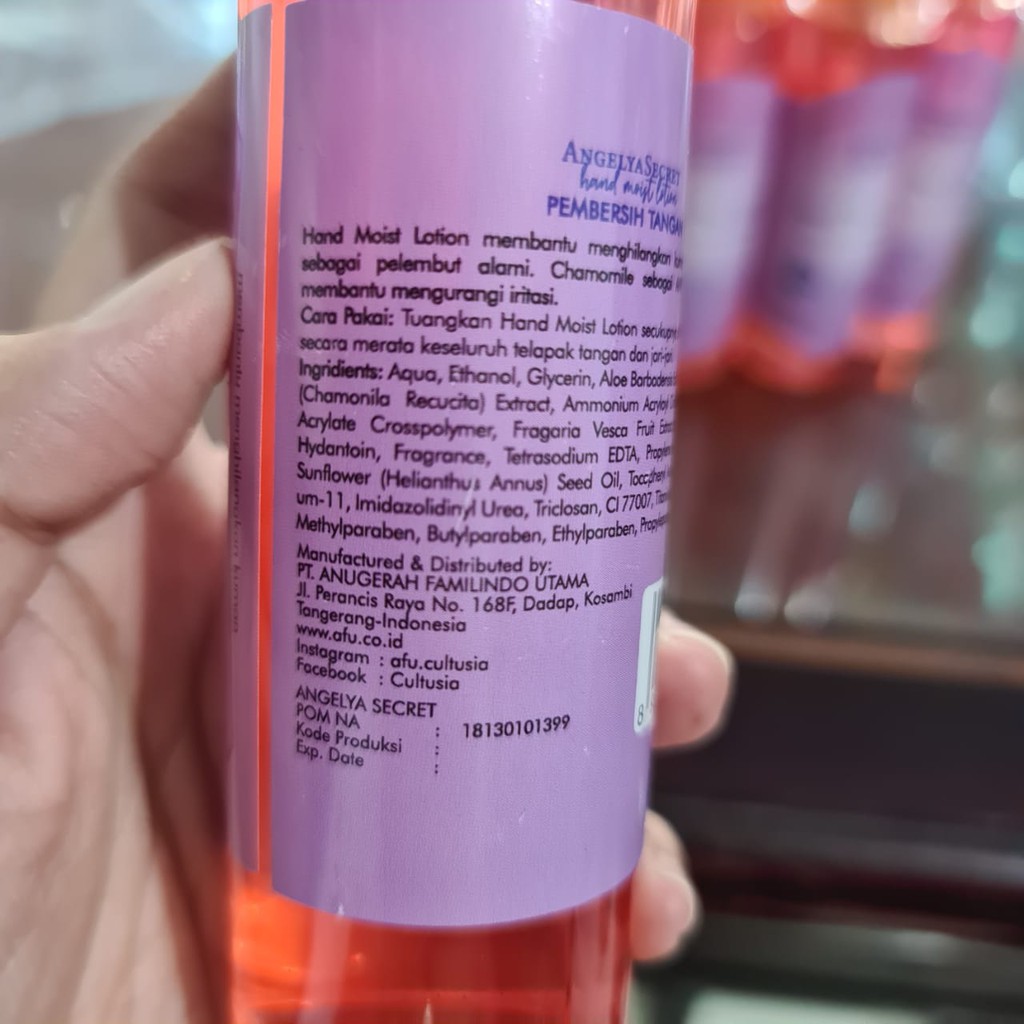 ANGELYASECRET
hand moist lotion
PEMBERSIH TANGAN
Hand Moist Lotion membantu menghilangkan
sebagai pelembut alami. Chamomile sebagai
membantu mengurangi iritasi.
Cara Pakai: Tuangkan Hand Moist Lotion
secara merata keseluruh telapak tangan dan jari-jari
Ingridients: Aqua, Ethanol, Glycerin, Aloe
(Chamonila Recucita) Extract, Ammonium
Acrylate Crosspolymer, Fragaria Vesca Fruit
Hydantoin, Fragrance, Tetrasodium EDTA,
Sunflower (Helianthus Annus) Seed Oil,
um-11, Imidazolidinyl Urea, Triclosan, CI 77007,
Methylparaben, Butylparaben, Ethylparaben,
Manufactured & Distributed by:
PT. ANUGERAH FAMILINDO UTAMA
Jl. Perancis Raya No. 168F, Dadap, Kosambi
Tangerang-Indonesia
www.afu.co.id
Instagram : afu.cultusia
Facebook : Cultusia
ANGELYA SECRET
POM NA : 18130101399
Kode Produksi :
Exp. Date :
8